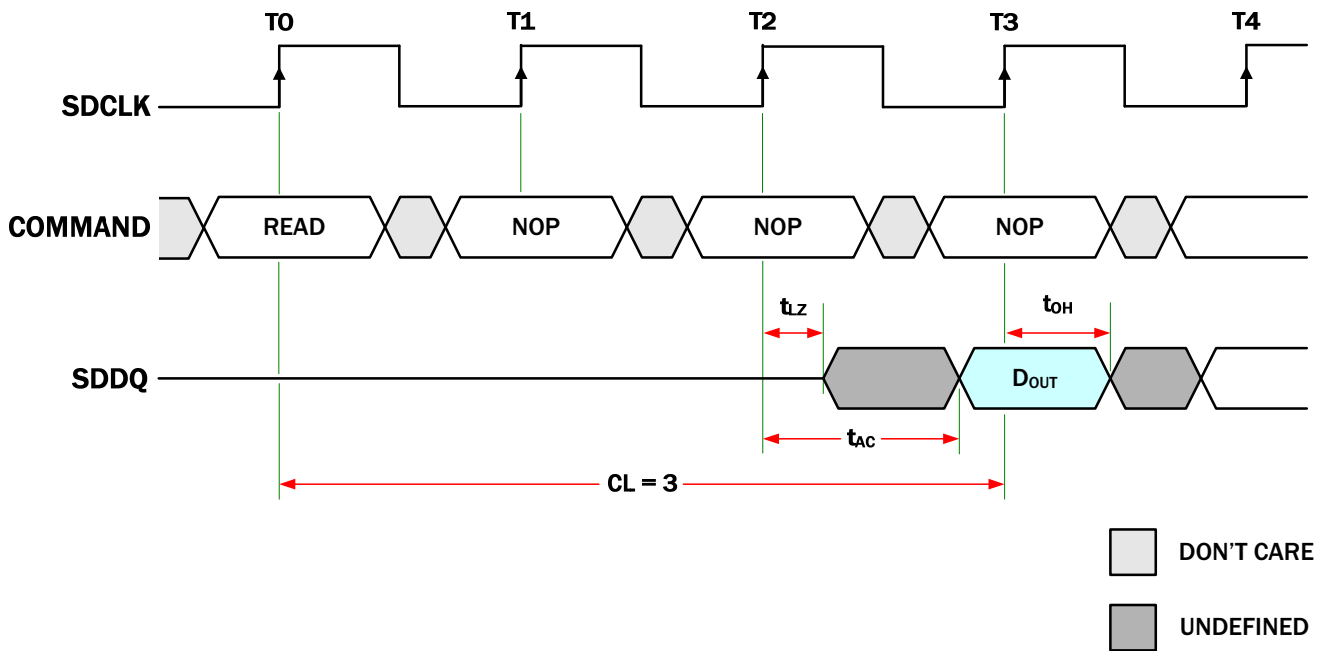 T0 T1 T2 T3 T4
SDCLK
COMMAND READ NOP NOP NOP
tLZ tOH
SDDQ DOUT
tAC
CL = 3
DON'T CARE
UNDEFINED